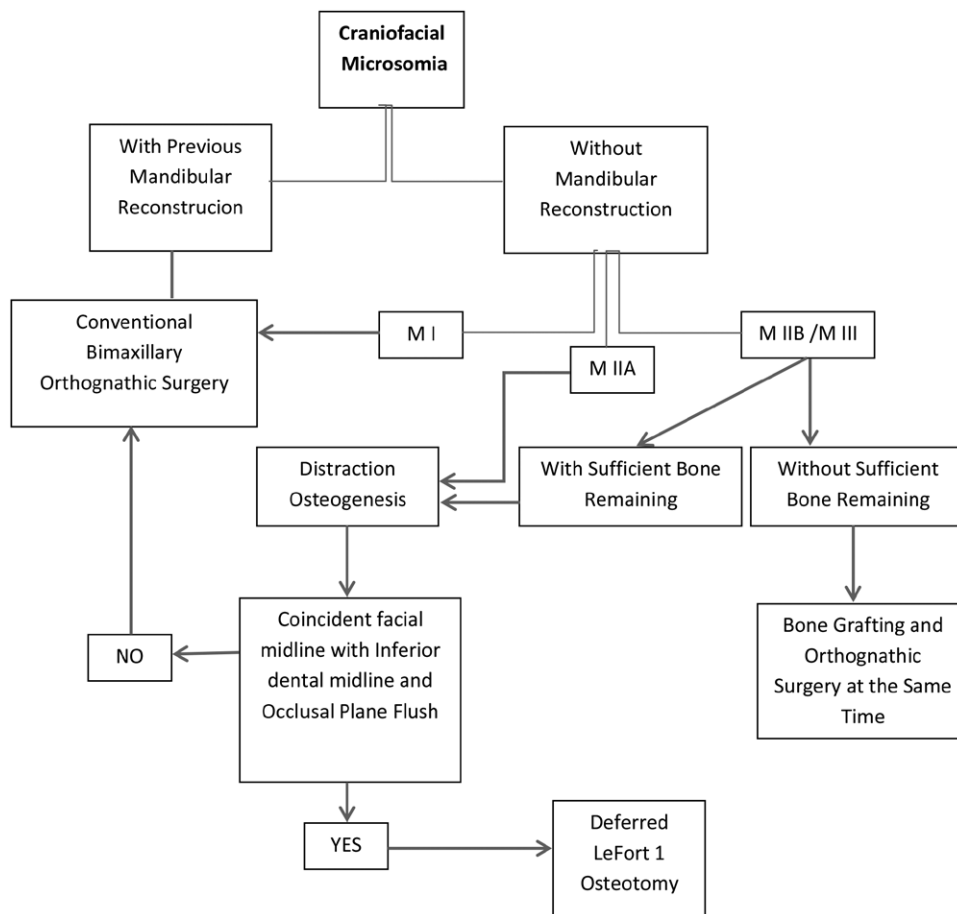 Craniofacial
Microsomia
With Previous
Mandibular
Reconstrucion
Without
Mandibular
Reconstruction
Conventional
Bimaxillary
Orthognathic Surgery
M I
M IIA
M IIB /M III
Distraction
Osteogenesis
With Sufficient Bone
Remaining
Without Sufficient
Bone Remaining
NO
Coincident facial
midline with Inferior
dental midline and
Occlusal Plane Flush
Bone Grafting and
Orthognathic
Surgery at the Same
Time
YES
Deferred
LeFort 1
Osteotomy